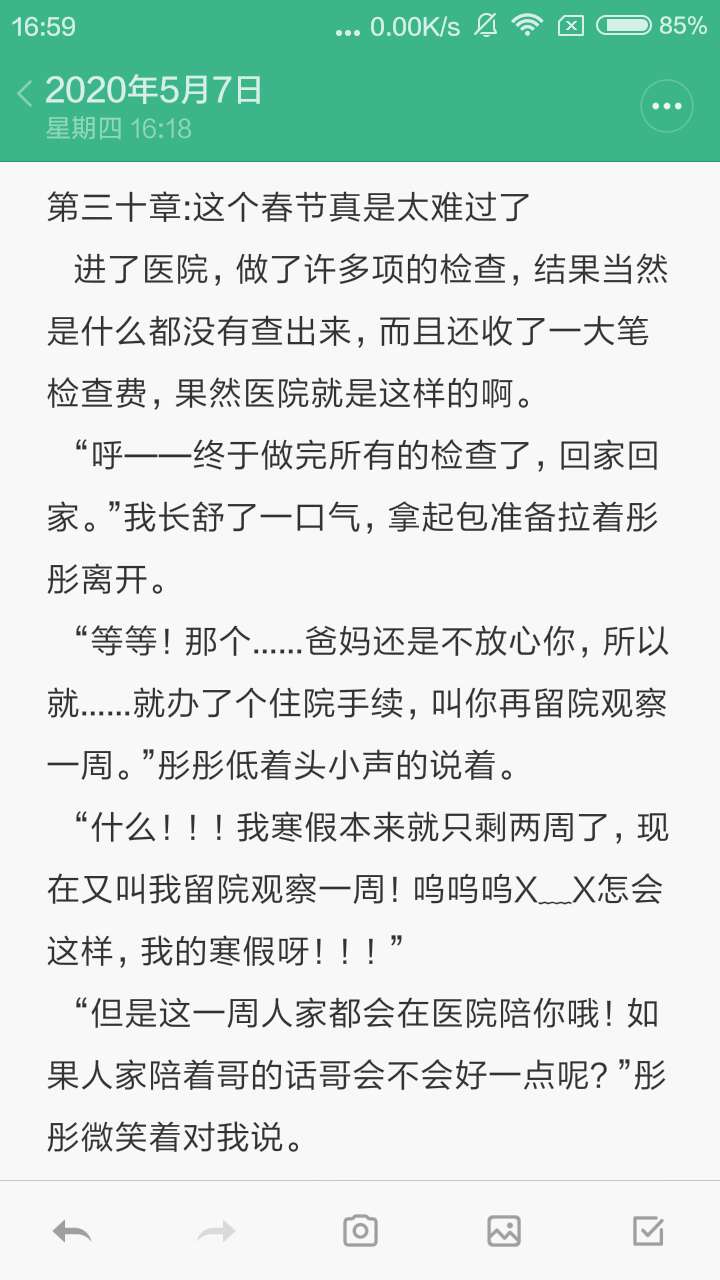 16:59
... 0.00K/s 85%
2020年5月7日
星期四 16:18
第三十章:这个春节真是太难过了
进了医院，做了许多项的检查，结果当然
是什么都没有查出来，而且还收了一大笔
检查费，果然医院就是这样的啊。
“呼——终于做完所有的检查了，回家回
家。”我长舒了一口气，拿起包准备拉着彤
彤离开。
“等等！那个......爸妈还是不放心你，所以
就......就办了个住院手续，叫你再留院观察
一周。”彤彤低着头小声的说着。
“什么！！！我寒假本来就只剩两周了，现
在又叫我留院观察一周！呜呜呜X﹏X怎会
这样，我的寒假呀！！！”
“但是这一周人家都会在医院陪你哦！如
果人家陪着哥的话哥会不会好一点呢？”彤
彤微笑着对我说。